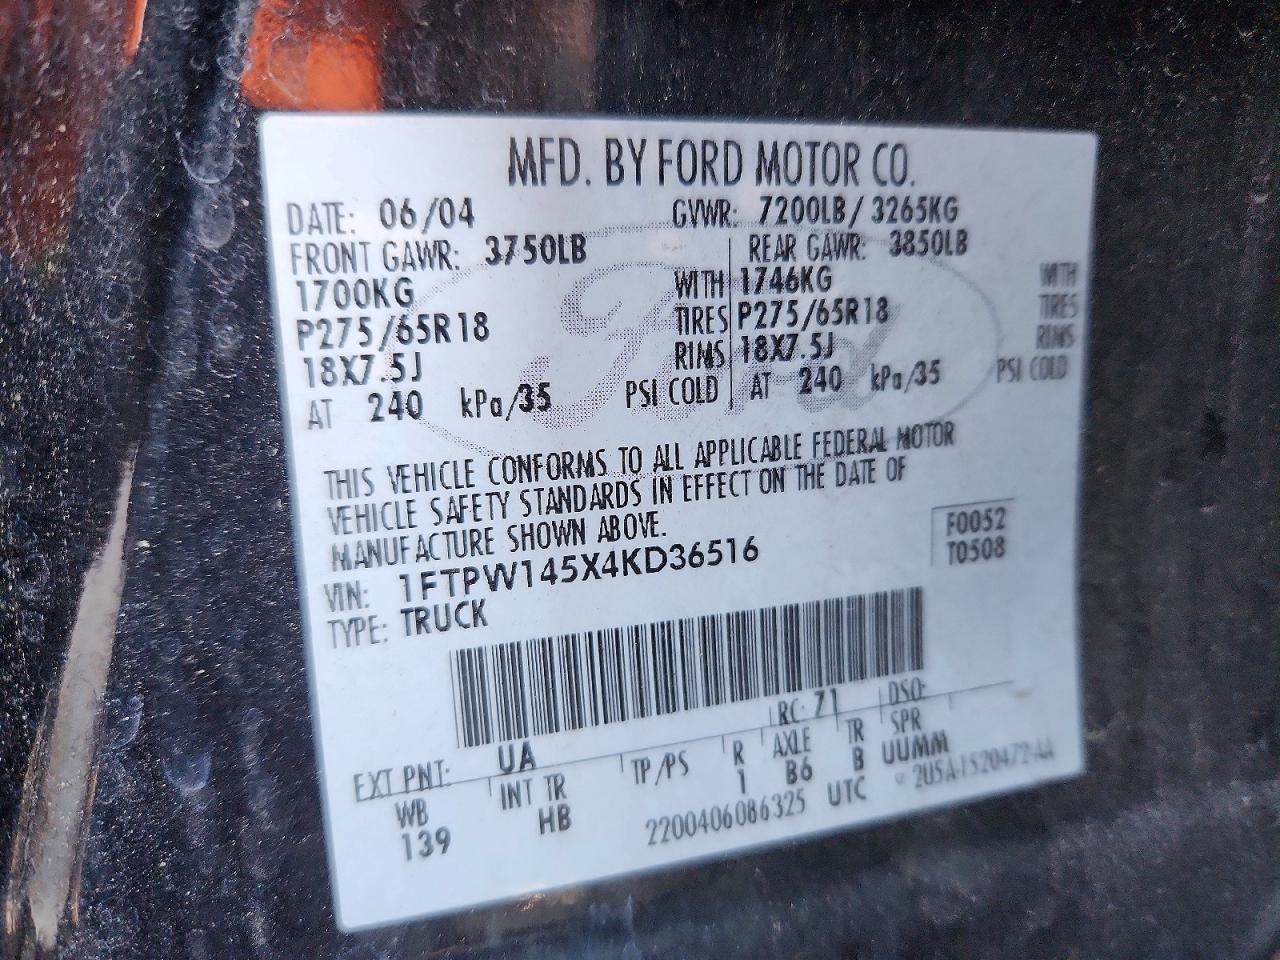 MFD. BY FORD MOTOR CO.
DATE: 06/04 GVWR: 7200LB/ 3265KG
FRONT GAWR: 3750LB REAR GAWR: 3850LB
1700KG WITH 1746KG WITH
P275/65R18 TIRES P275/65R18 TIRES
18X7.5J RIMS 18X7.5J RIMS
AT 240 kPa/35 PSI COLD AT 240 kPa/35 PSI COLD
Ford
THIS VEHICLE CONFORMS TO ALL APPLICABLE FEDERAL MOTOR
VEHICLE SAFETY STANDARDS IN EFFECT ON THE DATE OF
MANUFACTURE SHOWN ABOVE.
F0052
T0508
VIN: 1FTPW145X4KD36516
TYPE: TRUCK
EXT PNT: UA RC: 71 DSO:
WB INT TR TP/PS R AXLE TR SPR
139 HB 1 B6 B UUMM
2200406086325 UTC 2U5A-1520472-AA